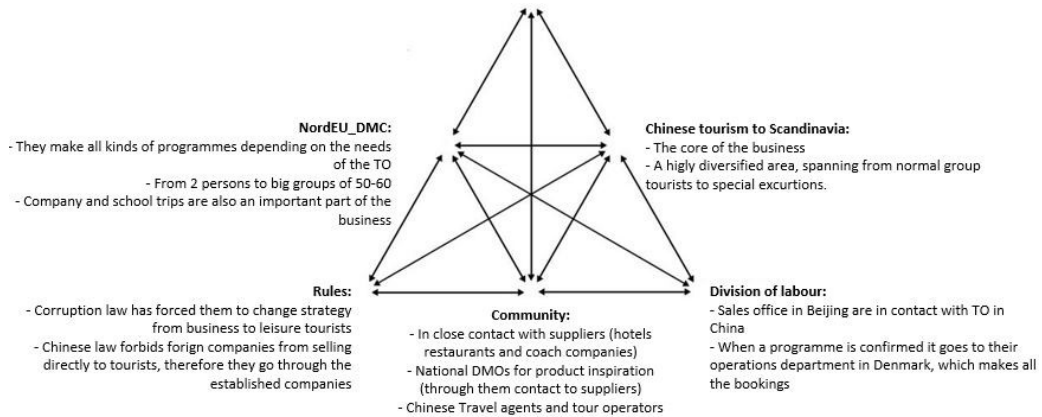 NordEU_DMC:
- They make all kinds of programmes depending on the needs
of the TO
- From 2 persons to big groups of 50-60
- Company and school trips are also an important part of the
business
Chinese tourism to Scandinavia:
- The core of the business
- A higly diversified area, spanning from normal group
tourists to special excurtions.
Rules:
- Corruption law has forced them to change strategy
from business to leisure tourists
- Chinese law forbids forign companies from selling
directly to tourists, therefore they go through the
established companies
Community:
- In close contact with suppliers (hotels
restaurants and coach companies)
- National DMOs for product inspiration
(through them contact to suppliers)
- Chinese Travel agents and tour operators
Division of labour:
- Sales office in Beijing are in contact with TO in
China
- When a programme is confirmed it goes to their
operations department in Denmark, which makes all
the bookings